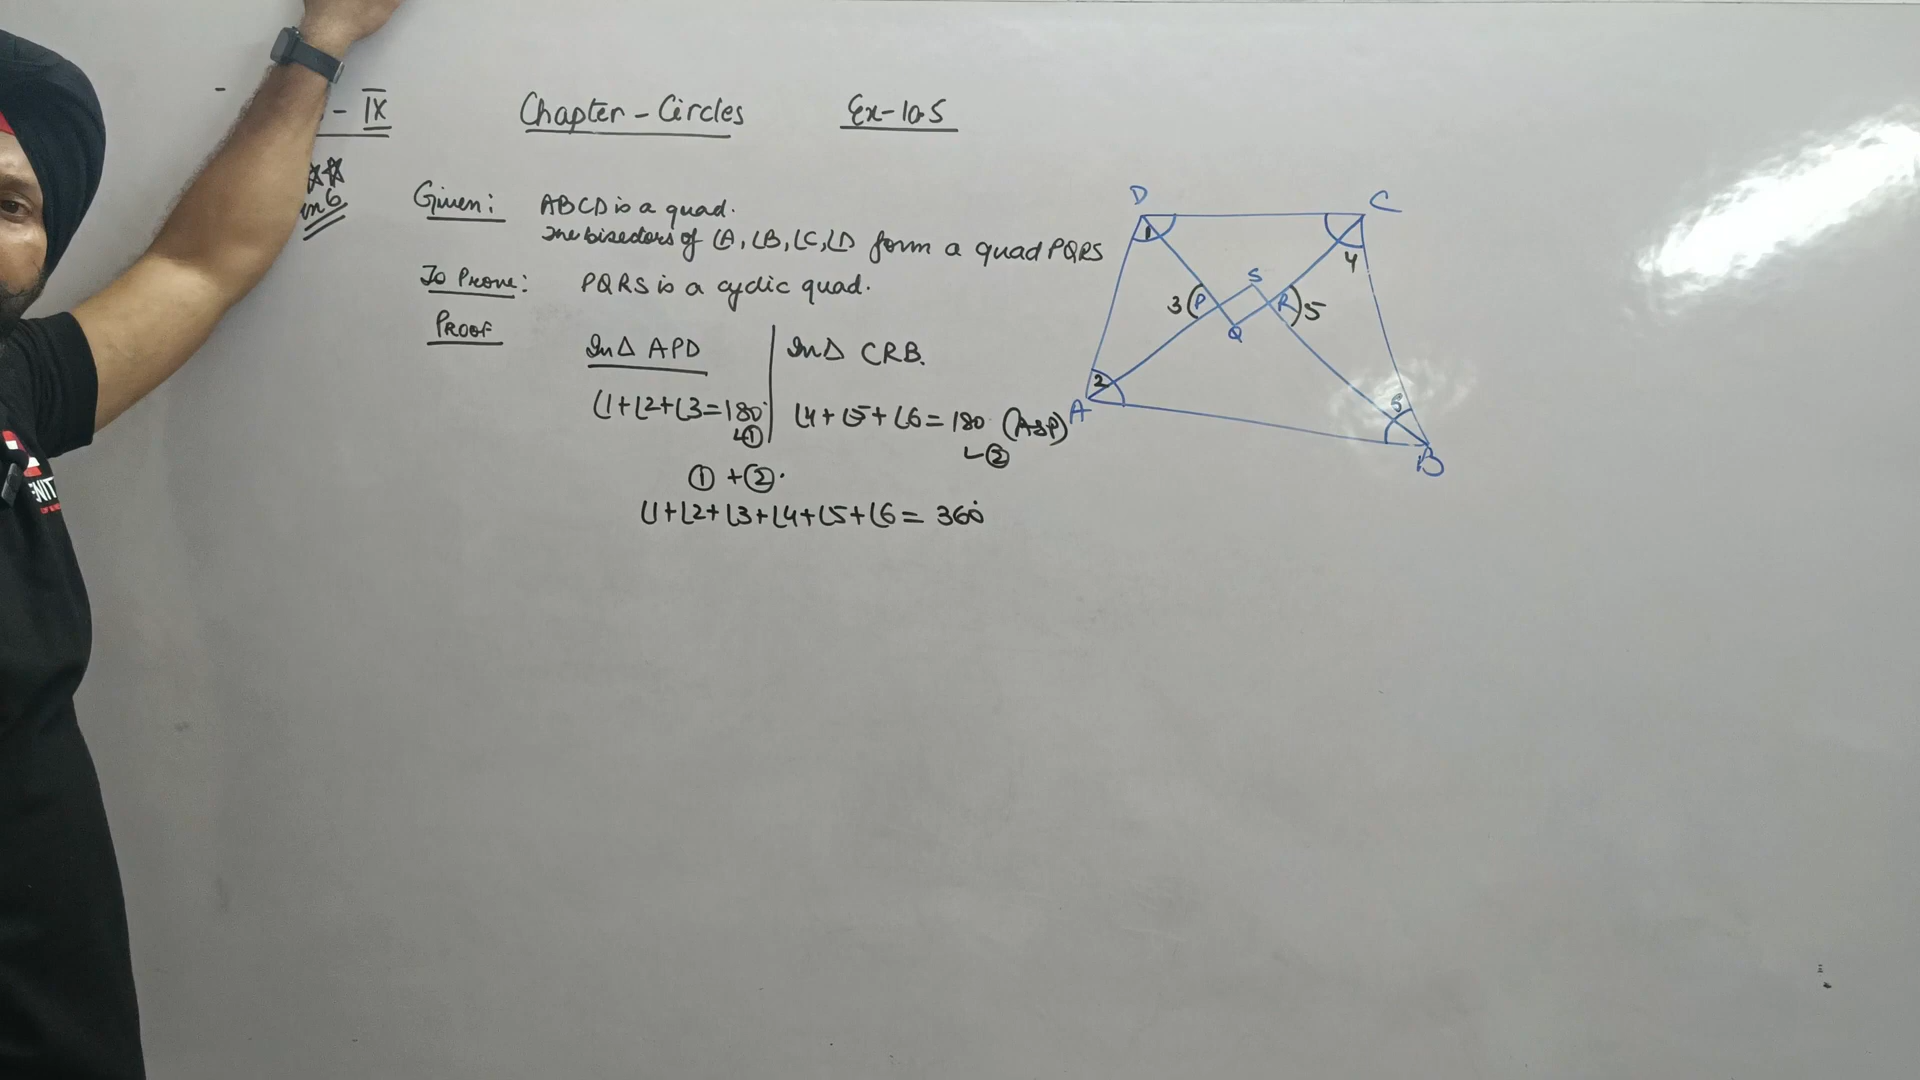 - IX Chapter - Circles Ex-10.5
Given: ABCD is a quad.
The bisectors of ∠A, ∠B, ∠C, ∠D form a quad PQRS
To Prove: PQRS is a cyclic quad.
PROOF
In Δ APD In Δ CRB.
∠1+∠2+∠3=180° ∠4+∠5+∠6=180 (ASP)
↳① ↳②
① + ②.
∠1+∠2+∠3+∠4+∠5+∠6= 360°
D C
1 4
S
3 P R 5
Q
2
A 6
B